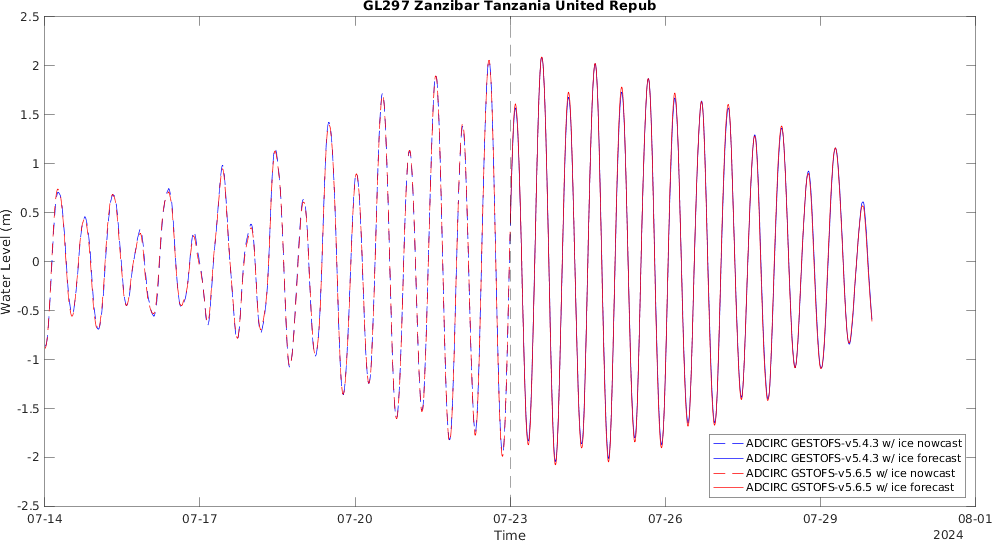 GL297 Zanzibar Tanzania United Repub
2.5
2
1.5
1
0.5
0
-0.5
-1
-1.5
-2
-2.5
Water Level (m)
ADCIRC GESTOFS-v5.4.3 w/ ice nowcast
ADCIRC GESTOFS-v5.4.3 w/ ice forecast
ADCIRC GSTOFS-v5.6.5 w/ ice nowcast
ADCIRC GSTOFS-v5.6.5 w/ ice forecast
07-14 07-17 07-20 07-23 07-26 07-29 08-01
Time
2024